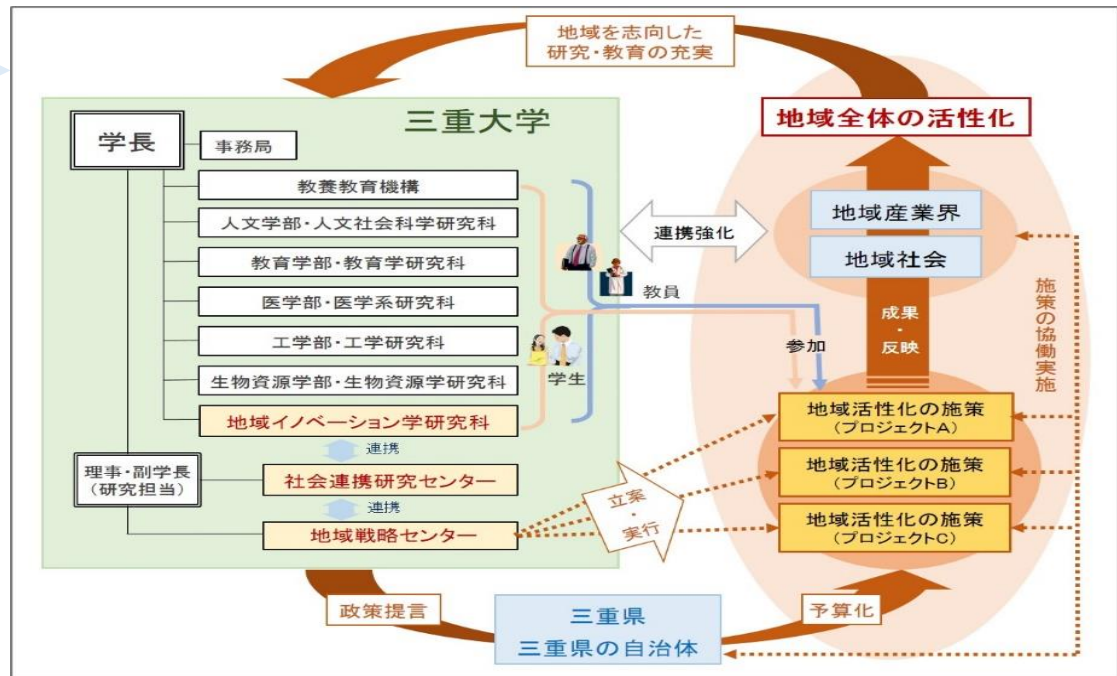 地域を志向した
研究・教育の充実
三重大学
学長
事務局
教養教育機構
人文学部・人文社会科学研究科
教育学部・教育学研究科
医学部・医学系研究科
工学部・工学研究科
生物資源学部・生物資源学研究科
地域イノベーション学研究科
連携
理事・副学長
(研究担当)
社会連携研究センター
連携
地域戦略センター
教員
学生
連携強化
参加
立案・実行
地域全体の活性化
地域産業界
地域社会
成果・反映
施策の協働実施
地域活性化の施策
(プロジェクトA)
地域活性化の施策
(プロジェクトB)
地域活性化の施策
(プロジェクトC)
政策提言
三重県
三重県の自治体
予算化